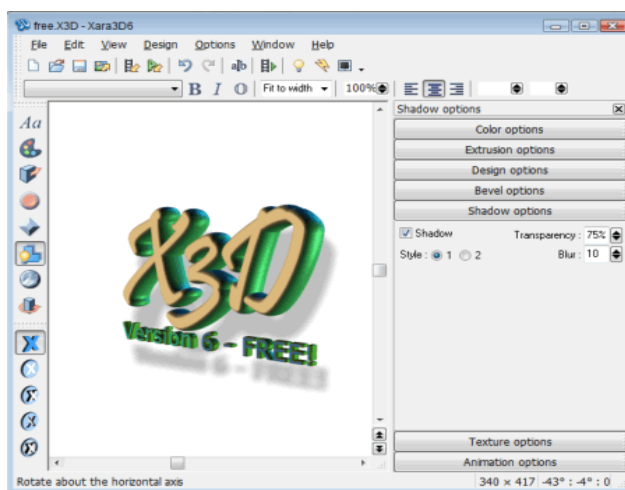 free.X3D - Xara3D6
File Edit View Design Options Window Help
a|b
B I O Fit to width 100%
Shadow options
Color options
Extrusion options
Design options
Bevel options
Shadow options
Shadow Transparency : 75%
Style : 1 2 Blur : 10
Aa
X3D
Version 6 - FREE!
Texture options
Animation options
Rotate about the horizontal axis 340 × 417 -43° : -4° : 0